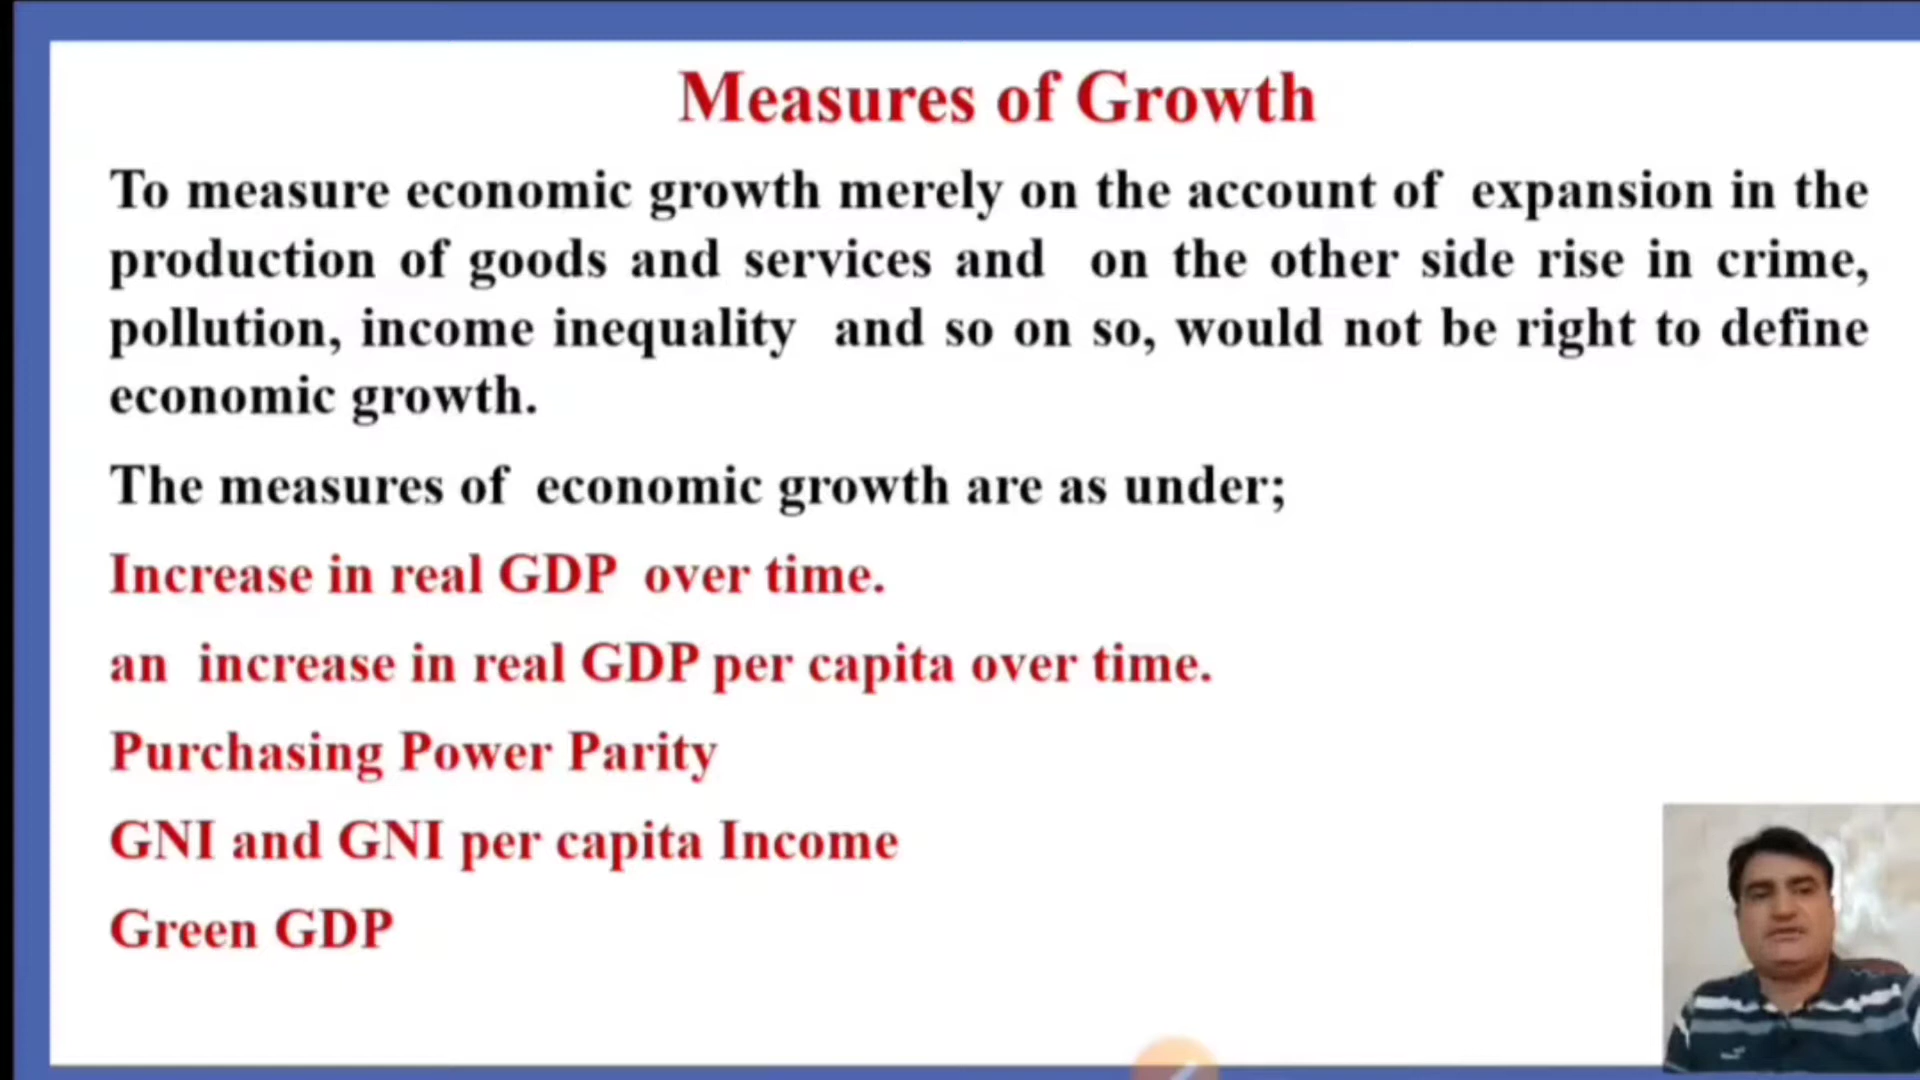 Measures of Growth
To measure economic growth merely on the account of expansion in the
production of goods and services and on the other side rise in crime,
pollution, income inequality and so on so, would not be right to define
economic growth.
The measures of economic growth are as under;
Increase in real GDP over time.
an increase in real GDP per capita over time.
Purchasing Power Parity
GNI and GNI per capita Income
Green GDP